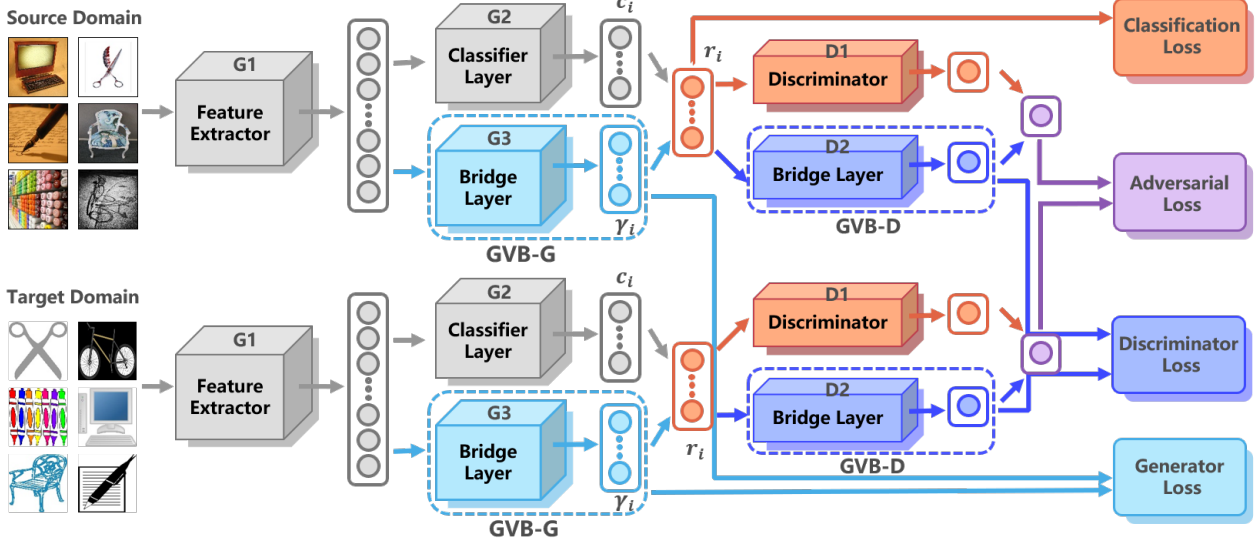 Source Domain
G1
Feature
Extractor
G2
Classifier
Layer
c_i
G3
Bridge
Layer
γ_i
GVB-G
r_i
D1
Discriminator
D2
Bridge Layer
GVB-D
Classification
Loss
Adversarial
Loss
Target Domain
G1
Feature
Extractor
G2
Classifier
Layer
c_i
G3
Bridge
Layer
γ_i
GVB-G
r_i
D1
Discriminator
D2
Bridge Layer
GVB-D
Discriminator
Loss
Generator
Loss